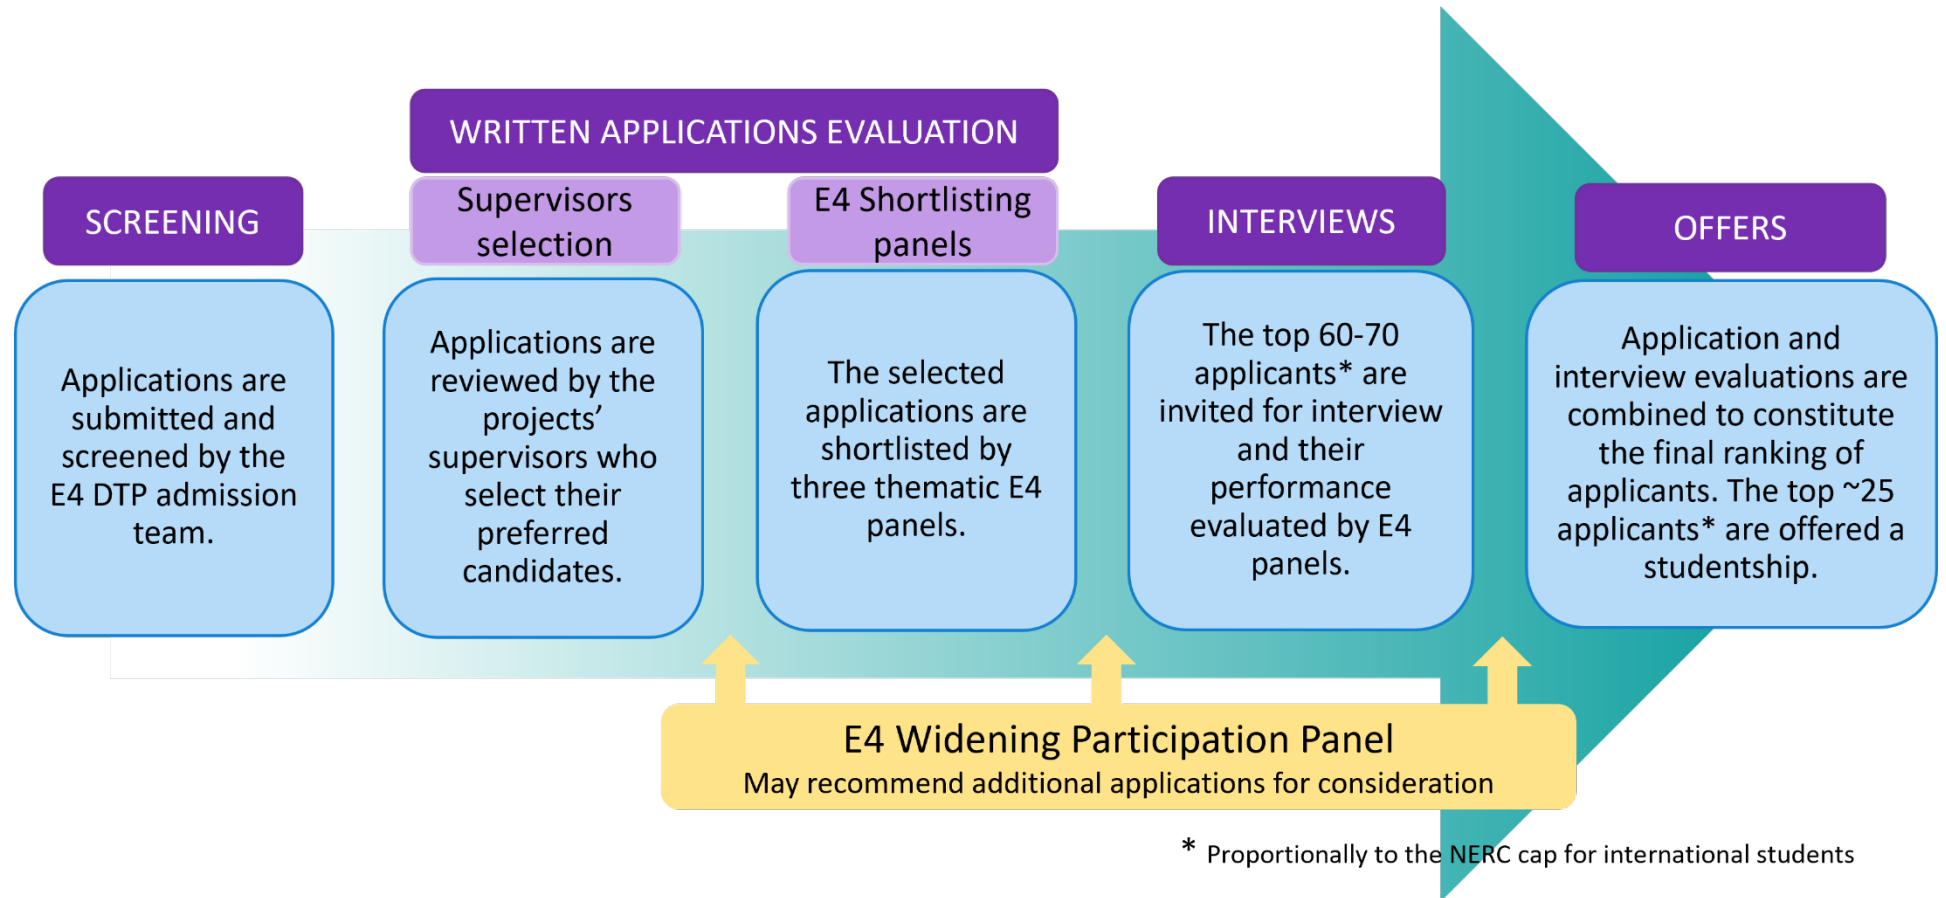 WRITTEN APPLICATIONS EVALUATION
SCREENING
Applications are
submitted and
screened by the
E4 DTP admission
team.
Supervisors
selection
Applications are
reviewed by the
projects’
supervisors who
select their
preferred
candidates.
E4 Shortlisting
panels
The selected
applications are
shortlisted by
three thematic E4
panels.
INTERVIEWS
The top 60-70
applicants* are
invited for interview
and their
performance
evaluated by E4
panels.
OFFERS
Application and
interview evaluations are
combined to constitute
the final ranking of
applicants. The top ~25
applicants* are offered a
studentship.
E4 Widening Participation Panel
May recommend additional applications for consideration
* Proportionally to the NERC cap for international students